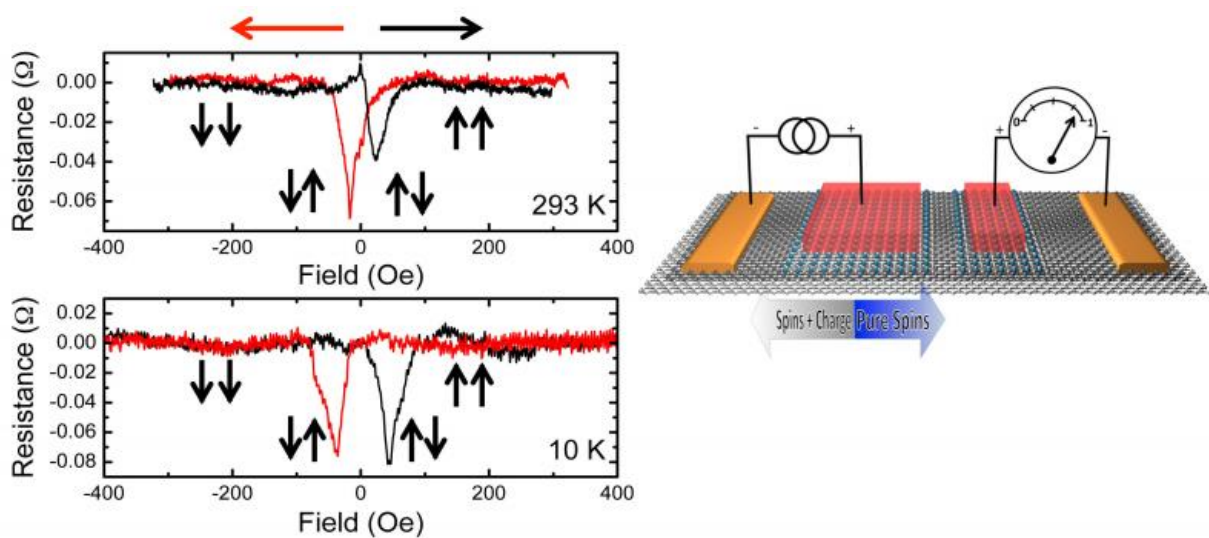 0.00
-0.02
-0.04
-0.06
Resistance (Ω)
293 K
-400 -200 0 200 400
Field (Oe)
0.02
0.00
-0.02
-0.04
-0.06
-0.08
Resistance (Ω)
10 K
-400 -200 0 200 400
Field (Oe)
- +
+ 0 1 -
Spins + Charge Pure Spins